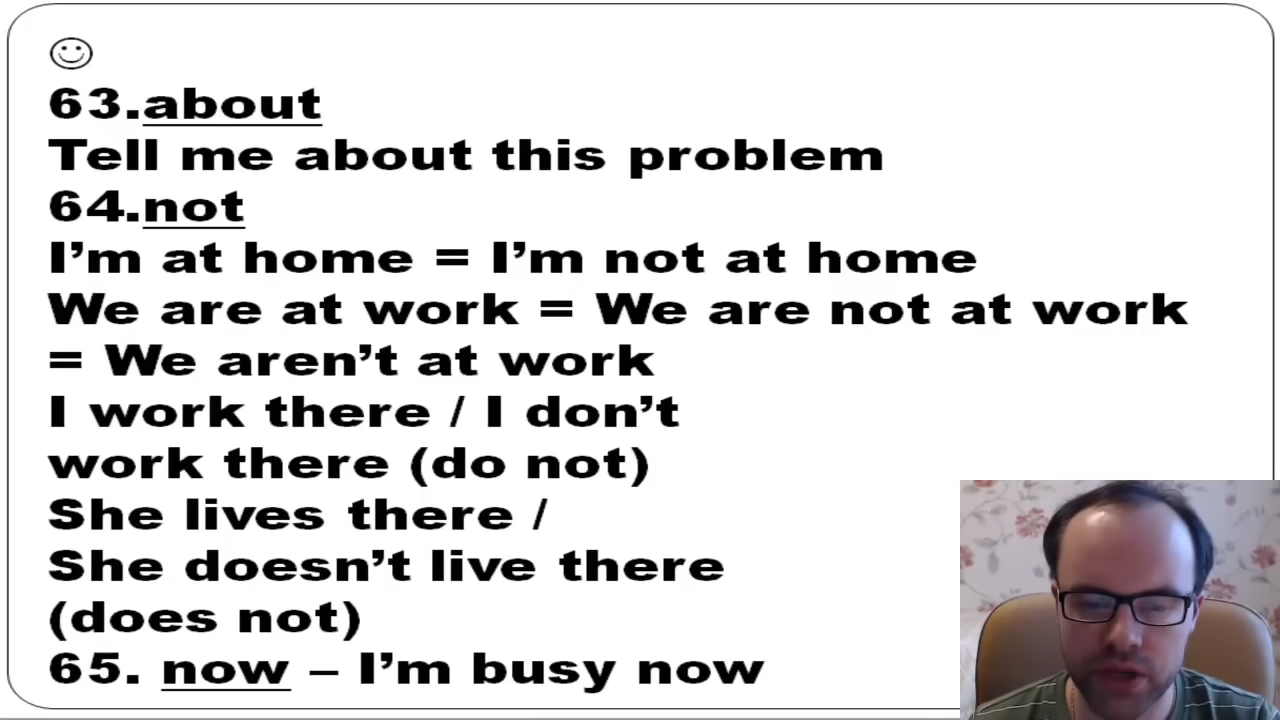 63.about
Tell me about this problem
64.not
I’m at home = I’m not at home
We are at work = We are not at work
= We aren’t at work
I work there / I don’t
work there (do not)
She lives there /
She doesn’t live there
(does not)
65. now – I’m busy now